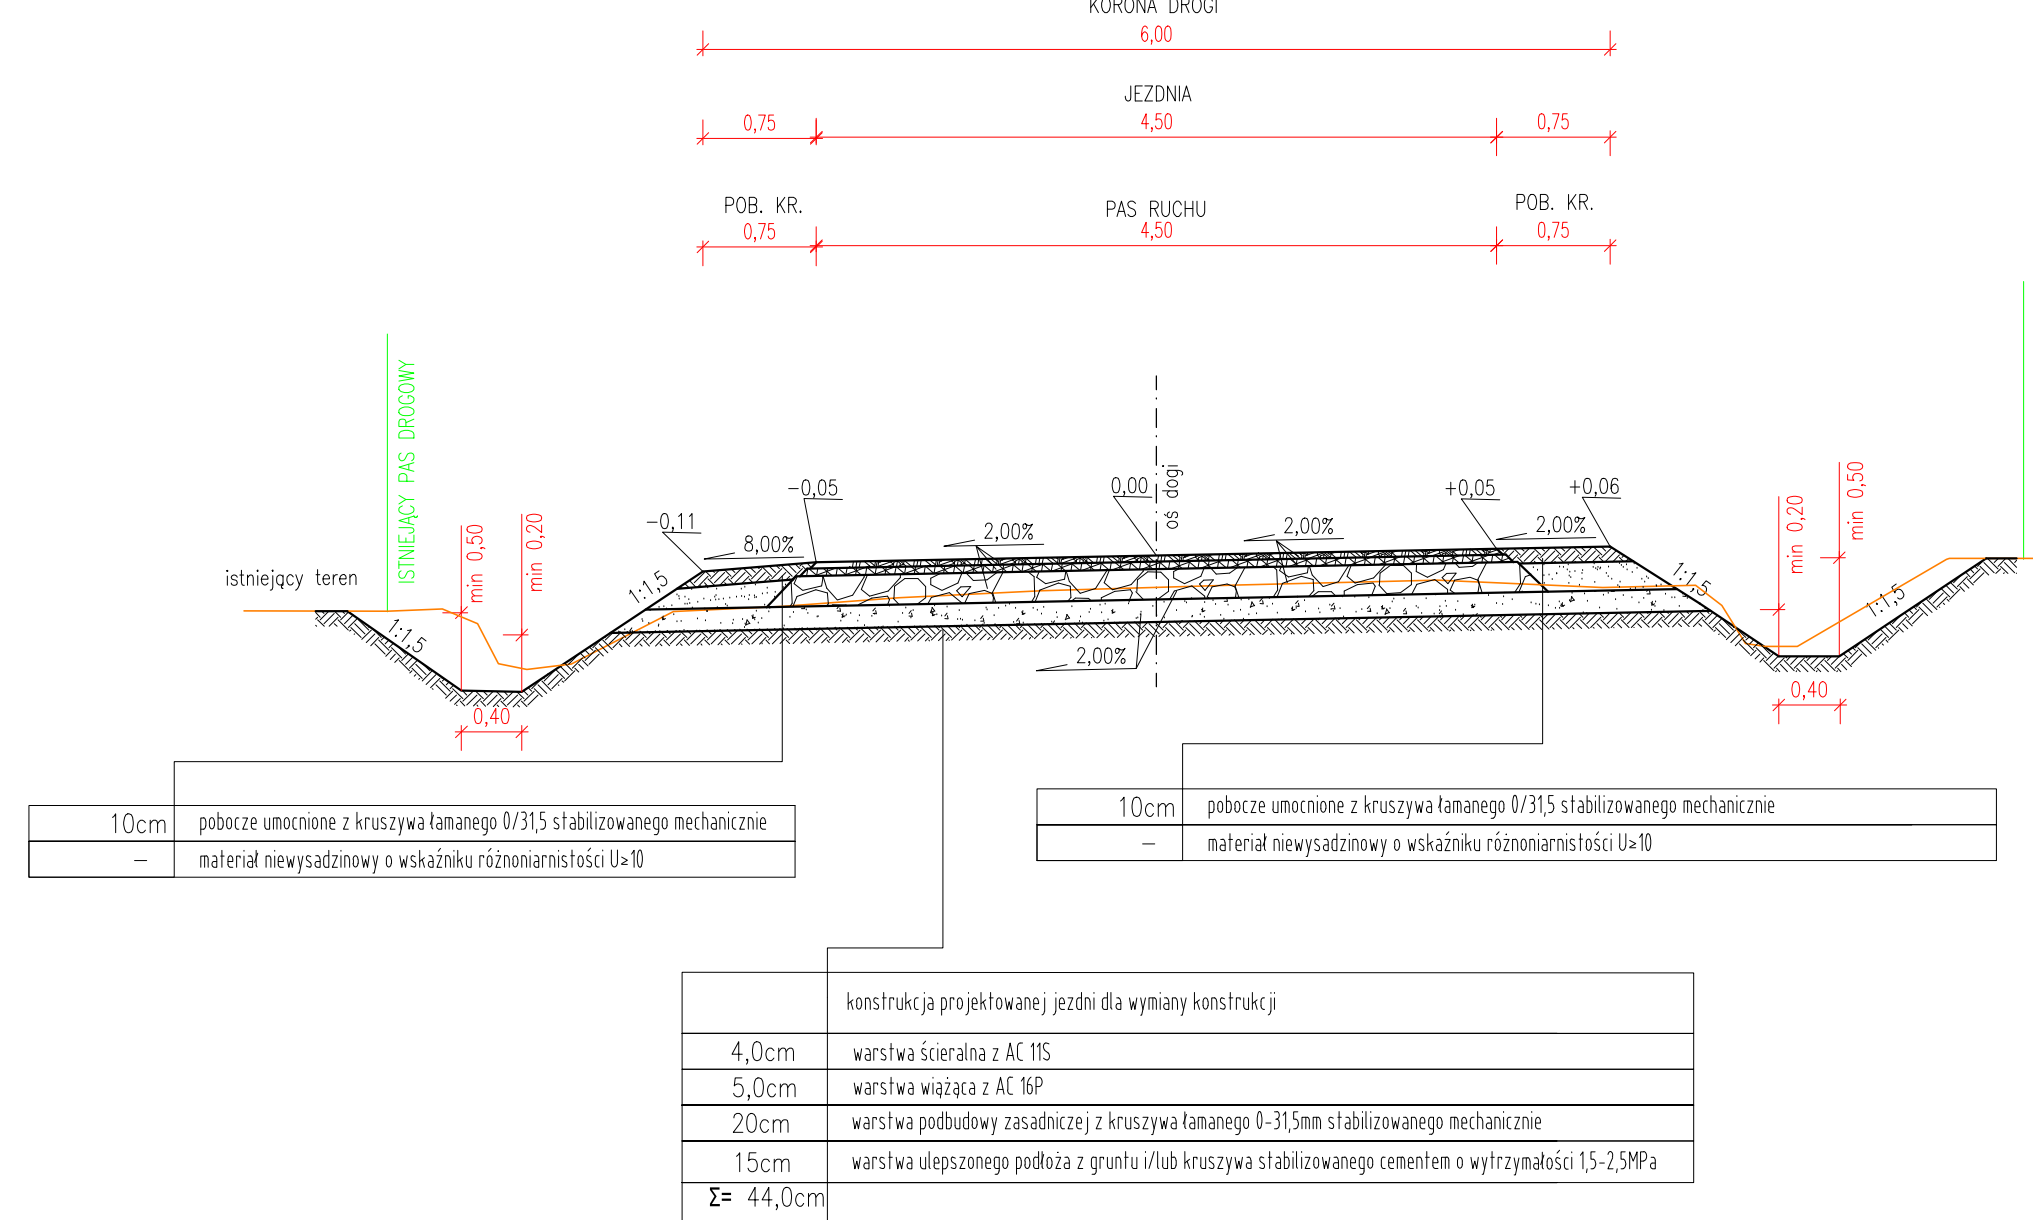 KORONA DROGI
6,00
JEZDNIA
0,75
4,50
0,75
POB. KR.
PAS RUCHU
POB. KR.
0,75
4,50
0,75
ISTNIEJĄCY PAS DROGOWY
oś dogi
-0,05
0,00
+0,05
+0,06
-0,11
8,00%
2,00%
2,00%
2,00%
min 0,50
min 0,20
min 0,20
min 0,50
istniejący teren
1:1,5
1:1,5
1:1,5
1:1,5
2,00%
0,40
0,40
10cm pobocze umocnione z kruszywa łamanego 0/31,5 stabilizowanego mechanicznie
- materiał niewysadzinowy o wskaźniku różnoniarnistości U≥10
10cm pobocze umocnione z kruszywa łamanego 0/31,5 stabilizowanego mechanicznie
- materiał niewysadzinowy o wskaźniku różnoniarnistości U≥10
konstrukcja projektowanej jezdni dla wymiany konstrukcji
4,0cm warstwa ścieralna z AC 11S
5,0cm warstwa wiążąca z AC 16P
20cm warstwa podbudowy zasadniczej z kruszywa łamanego 0-31,5mm stabilizowanego mechanicznie
15cm warstwa ulepszonego podłoża z gruntu i/lub kruszywa stabilizowanego cementem o wytrzymałości 1,5-2,5MPa
Σ= 44,0cm